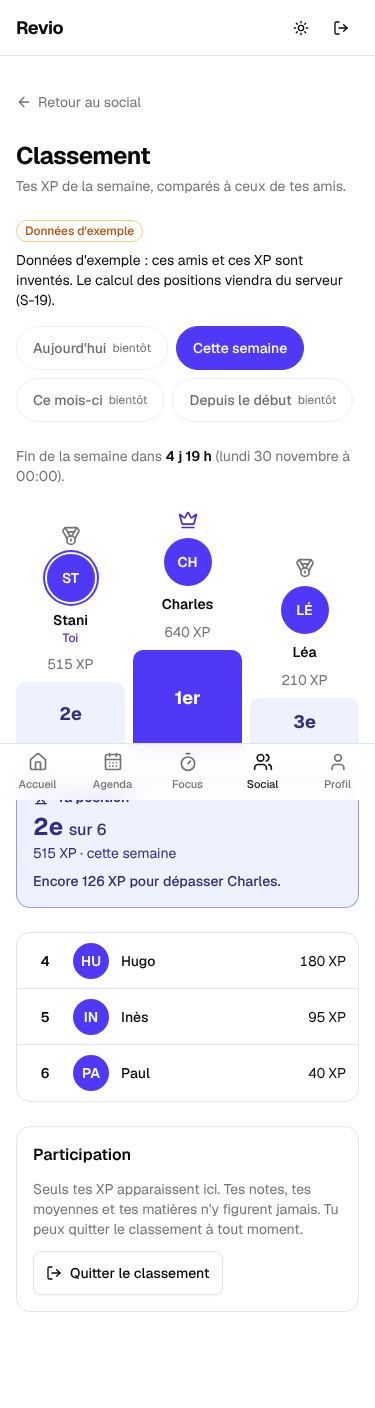 Revio
Retour au social
Classement
Tes XP de la semaine, comparés à ceux de tes amis.
Données d'exemple
Données d'exemple : ces amis et ces XP sont
inventés. Le calcul des positions viendra du serveur
(S-19).
Aujourd'hui bientôt
Cette semaine
Ce mois-ci bientôt
Depuis le début bientôt
Fin de la semaine dans 4 j 19 h (lundi 30 novembre à
00:00).
ST
Stani
Toi
515 XP
2e
CH
Charles
640 XP
1er
LÉ
Léa
210 XP
3e
Accueil
Agenda
Focus
Social
Profil
Ta position
2e sur 6
515 XP · cette semaine
Encore 126 XP pour dépasser Charles.
4 HU Hugo 180 XP
5 IN Inès 95 XP
6 PA Paul 40 XP
Participation
Seuls tes XP apparaissent ici. Tes notes, tes
moyennes et tes matières n'y figurent jamais. Tu
peux quitter le classement à tout moment.
Quitter le classement